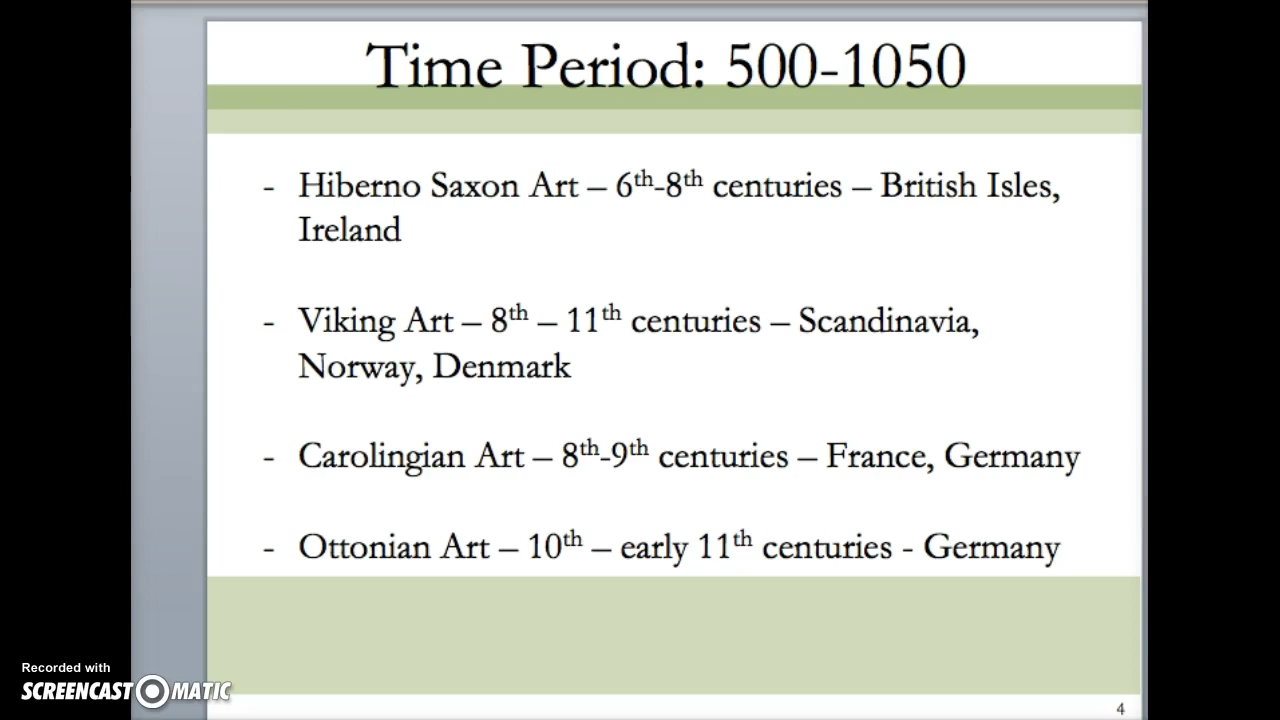 Time Period: 500-1050
- Hiberno Saxon Art – 6th-8th centuries – British Isles,
Ireland
- Viking Art – 8th – 11th centuries – Scandinavia,
Norway, Denmark
- Carolingian Art – 8th-9th centuries – France, Germany
- Ottonian Art – 10th – early 11th centuries - Germany
Recorded with
SCREENCAST MATIC
4